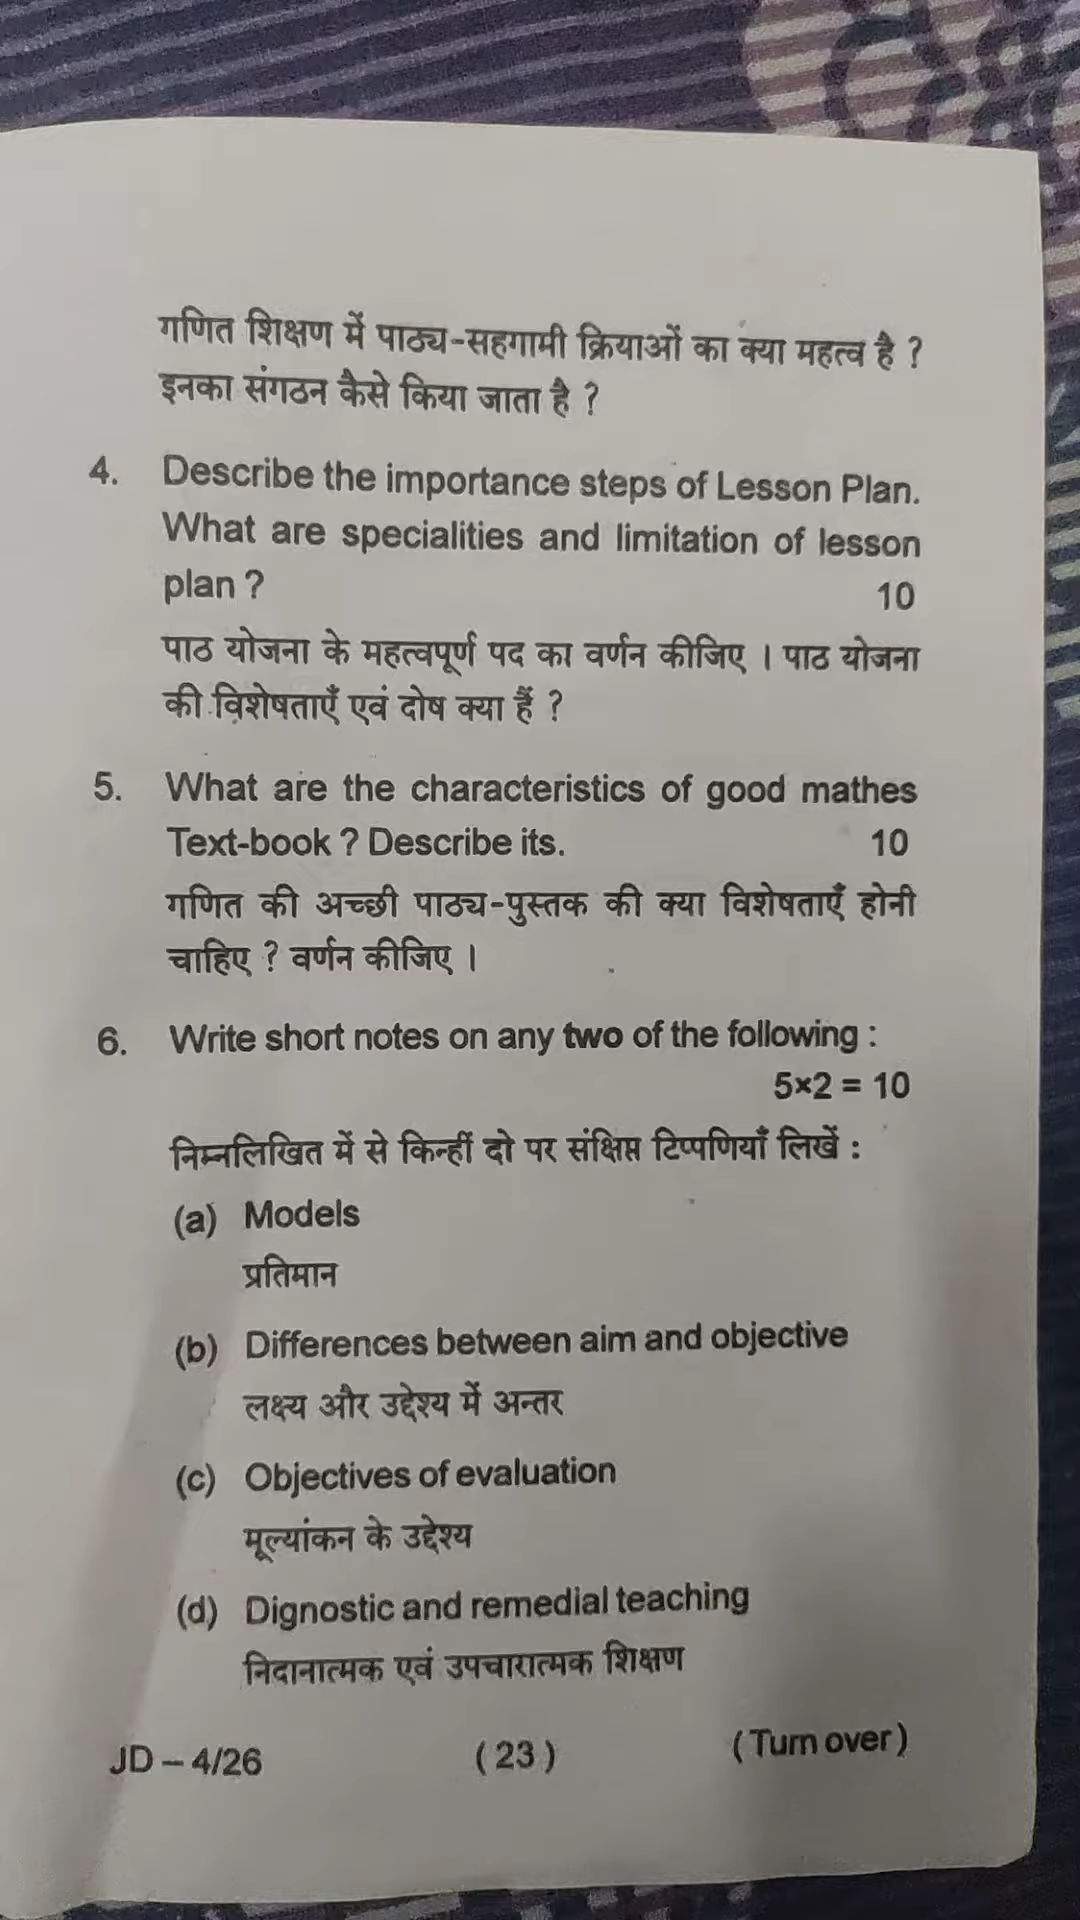 गणित शिक्षण में पाठ्य-सहगामी क्रियाओं का क्या महत्व है ?
इनका संगठन कैसे किया जाता है ?
4. Describe the importance steps of Lesson Plan.
What are specialities and limitation of lesson
plan ? 10
पाठ योजना के महत्वपूर्ण पद का वर्णन कीजिए । पाठ योजना
की विशेषताएँ एवं दोष क्या हैं ?
5. What are the characteristics of good mathes
Text-book ? Describe its. 10
गणित की अच्छी पाठ्य-पुस्तक की क्या विशेषताएँ होनी
चाहिए ? वर्णन कीजिए ।
6. Write short notes on any two of the following :
5×2 = 10
निम्नलिखित में से किन्हीं दो पर संक्षिप्त टिप्पणियाँ लिखें :
(a) Models
प्रतिमान
(b) Differences between aim and objective
लक्ष्य और उद्देश्य में अन्तर
(c) Objectives of evaluation
मूल्यांकन के उद्देश्य
(d) Dignostic and remedial teaching
निदानात्मक एवं उपचारात्मक शिक्षण
JD – 4/26 ( 23 ) ( Turn over )